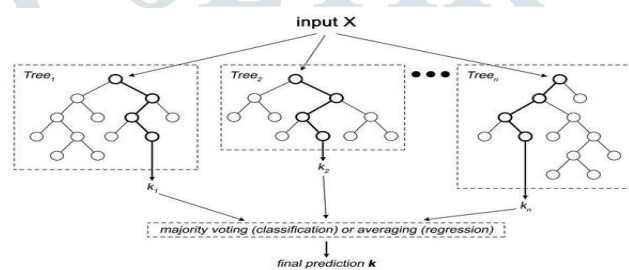 input X
Tree1
Tree2
Treen
k1
k2
kn
majority voting (classification) or averaging (regression)
final prediction k